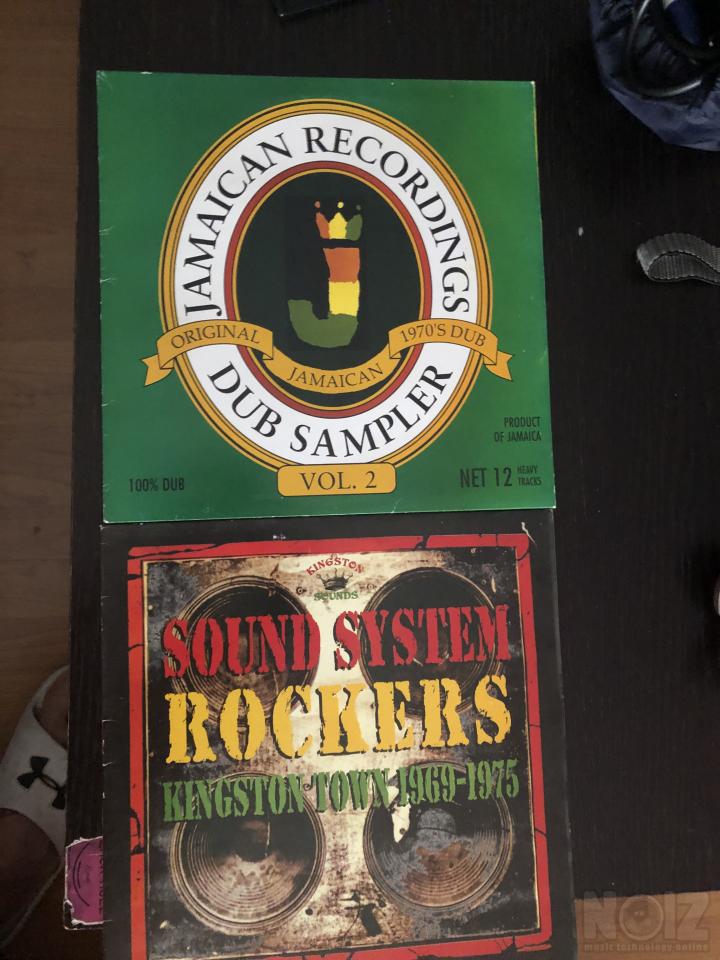 JAMAICAN RECORDINGS
ORIGINAL
JAMAICAN
1970'S DUB
DUB SAMPLER
PRODUCT
OF JAMAICA
100% DUB
VOL. 2
NET 12 HEAVY
TRACKS
KINGSTON
SOUNDS
SOUND SYSTEM
ROCKERS
KINGSTON TOWN 1969-1975
NOIZ
music technology online